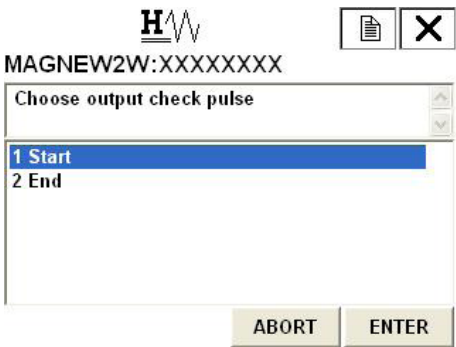 H
MAGNEW2W:XXXXXXXX
Choose output check pulse
1 Start
2 End
ABORT ENTER